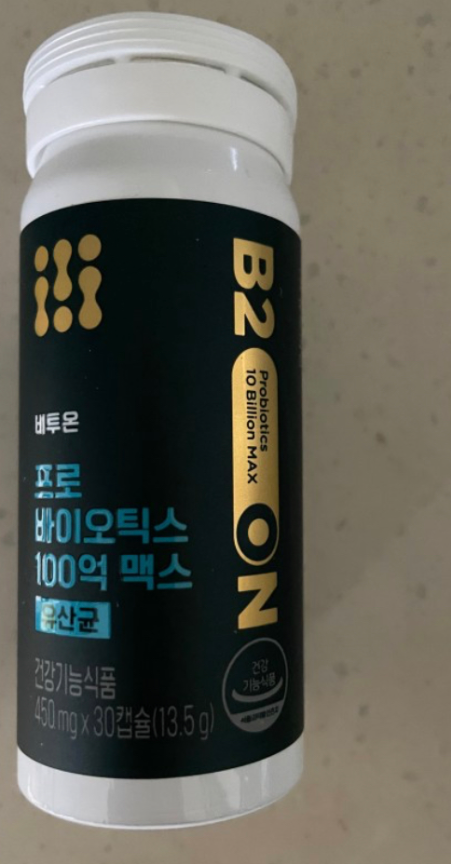 B2 ON
Probiotics
10 Billion MAX
비투온
프로
바이오틱스
100억 맥스
유산균
건강기능식품
450 mg x 30캡슐(13.5 g)
건강
기능식품